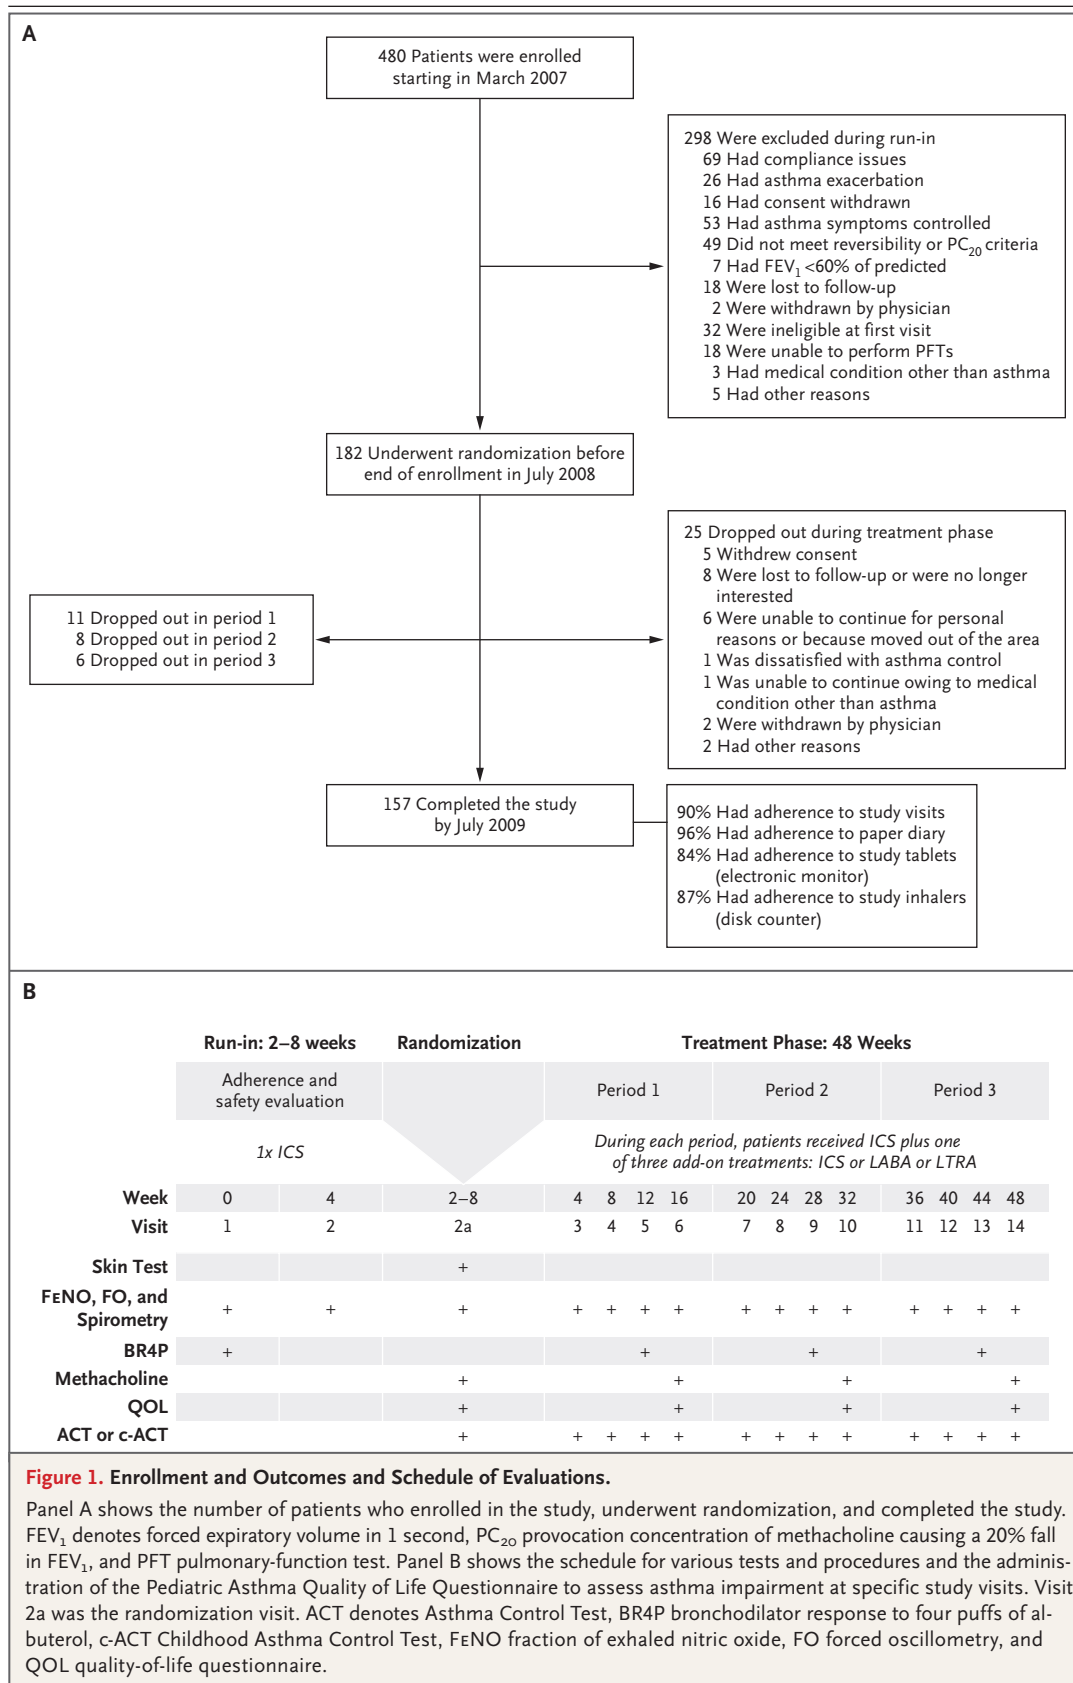 A
480 Patients were enrolled
starting in March 2007
298 Were excluded during run-in
69 Had compliance issues
26 Had asthma exacerbation
16 Had consent withdrawn
53 Had asthma symptoms controlled
49 Did not meet reversibility or PC20 criteria
7 Had FEV1 <60% of predicted
18 Were lost to follow-up
2 Were withdrawn by physician
32 Were ineligible at first visit
18 Were unable to perform PFTs
3 Had medical condition other than asthma
5 Had other reasons
182 Underwent randomization before
end of enrollment in July 2008
25 Dropped out during treatment phase
5 Withdrew consent
8 Were lost to follow-up or were no longer
interested
6 Were unable to continue for personal
reasons or because moved out of the area
1 Was dissatisfied with asthma control
1 Was unable to continue owing to medical
condition other than asthma
2 Were withdrawn by physician
2 Had other reasons
11 Dropped out in period 1
8 Dropped out in period 2
6 Dropped out in period 3
157 Completed the study
by July 2009
90% Had adherence to study visits
96% Had adherence to paper diary
84% Had adherence to study tablets
(electronic monitor)
87% Had adherence to study inhalers
(disk counter)
B
Run-in: 2–8 weeks Randomization Treatment Phase: 48 Weeks
Adherence and
safety evaluation
Period 1 Period 2 Period 3
1x ICS
During each period, patients received ICS plus one
of three add-on treatments: ICS or LABA or LTRA
Week 0 4 2–8 4 8 12 16 20 24 28 32 36 40 44 48
Visit 1 2 2a 3 4 5 6 7 8 9 10 11 12 13 14
Skin Test +
FENO, FO, and
Spirometry + + + + + + + + + + + + + + +
BR4P + + + +
Methacholine + + + +
QOL + + + +
ACT or c-ACT + + + + + + + + + + + + +
Figure 1. Enrollment and Outcomes and Schedule of Evaluations.
Panel A shows the number of patients who enrolled in the study, underwent randomization, and completed the study.
FEV1 denotes forced expiratory volume in 1 second, PC20 provocation concentration of methacholine causing a 20% fall
in FEV1, and PFT pulmonary-function test. Panel B shows the schedule for various tests and procedures and the adminis-
tration of the Pediatric Asthma Quality of Life Questionnaire to assess asthma impairment at specific study visits. Visit
2a was the randomization visit. ACT denotes Asthma Control Test, BR4P bronchodilator response to four puffs of al-
buterol, c-ACT Childhood Asthma Control Test, FENO fraction of exhaled nitric oxide, FO forced oscillometry, and
QOL quality-of-life questionnaire.